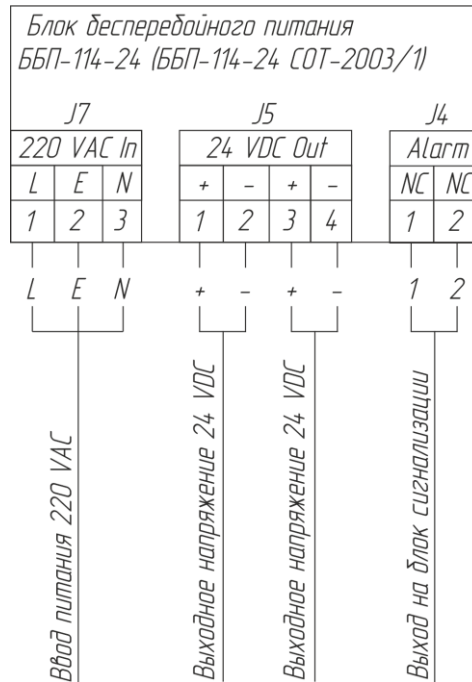 Блок бесперебойного питания
ББП-114-24 (ББП-114-24 СОТ-2003/1)
J7
220 VAC In
L E N
1 2 3
L E N
Ввод питания 220 VAC
J5
24 VDC Out
+ - + -
1 2 3 4
+ - + -
Выходное напряжение 24 VDC
Выходное напряжение 24 VDC
J4
Alarm
NC NC
1 2
1 2
Выход на блок сигнализации